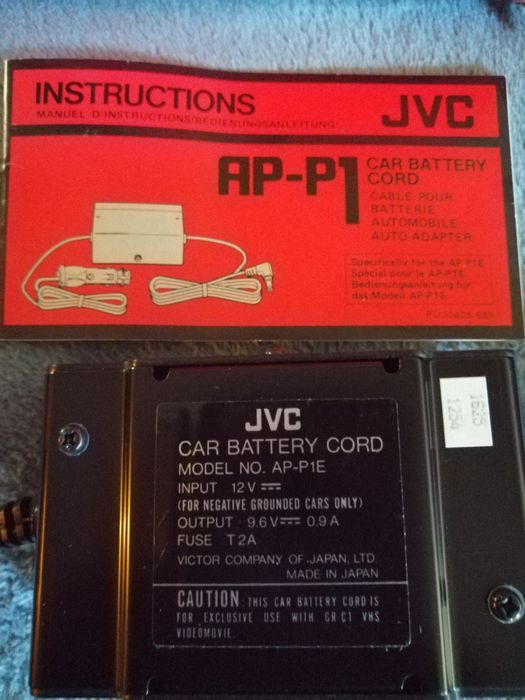 INSTRUCTIONS
MANUEL D'INSTRUCTIONS/BEDIENUNGSANLEITUNG
JVC
AP-P1
CAR BATTERY
CORD
CABLE POUR
BATTERIE
AUTOMOBILE
AUTO-ADAPTER
Specifically for the AP-P1E
Spécial pour le AP-P1E
Bedienungsanleitung für
das Modell AP-P1E
JVC
CAR BATTERY CORD
MODEL NO. AP-P1E
INPUT 12V
(FOR NEGATIVE GROUNDED CARS ONLY)
OUTPUT 9.6V 0.9A
FUSE T2A
VICTOR COMPANY OF JAPAN, LTD.
MADE IN JAPAN
CAUTION: THIS CAR BATTERY CORD IS
FOR EXCLUSIVE USE WITH GR-C1 VHS
VIDEOMOVIE.
1625
1254